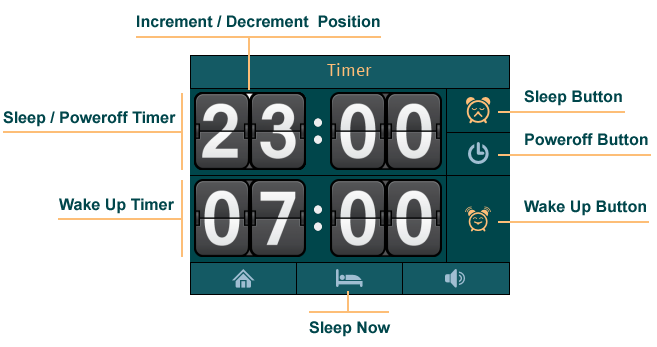 Increment / Decrement Position
Timer
Sleep / Poweroff Timer
23:00
Sleep Button
Poweroff Button
Wake Up Timer
07:00
Wake Up Button
Sleep Now